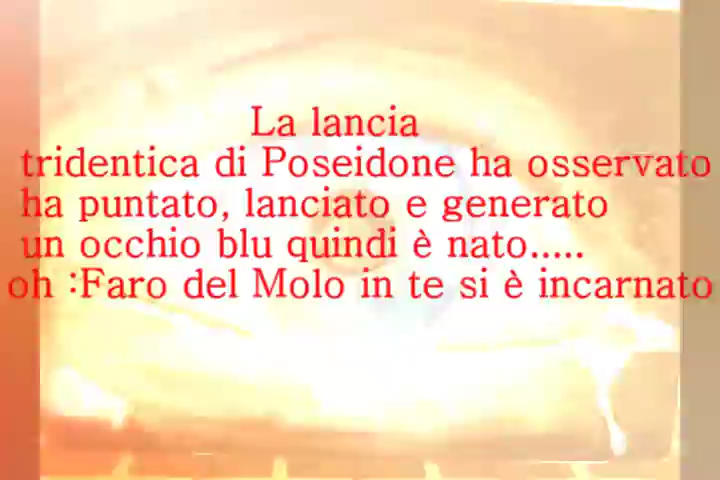 La lancia
tridentica di Poseidone ha osservato
ha puntato, lanciato e generato
un occhio blu quindi è nato.....
oh :Faro del Molo in te si è incarnato